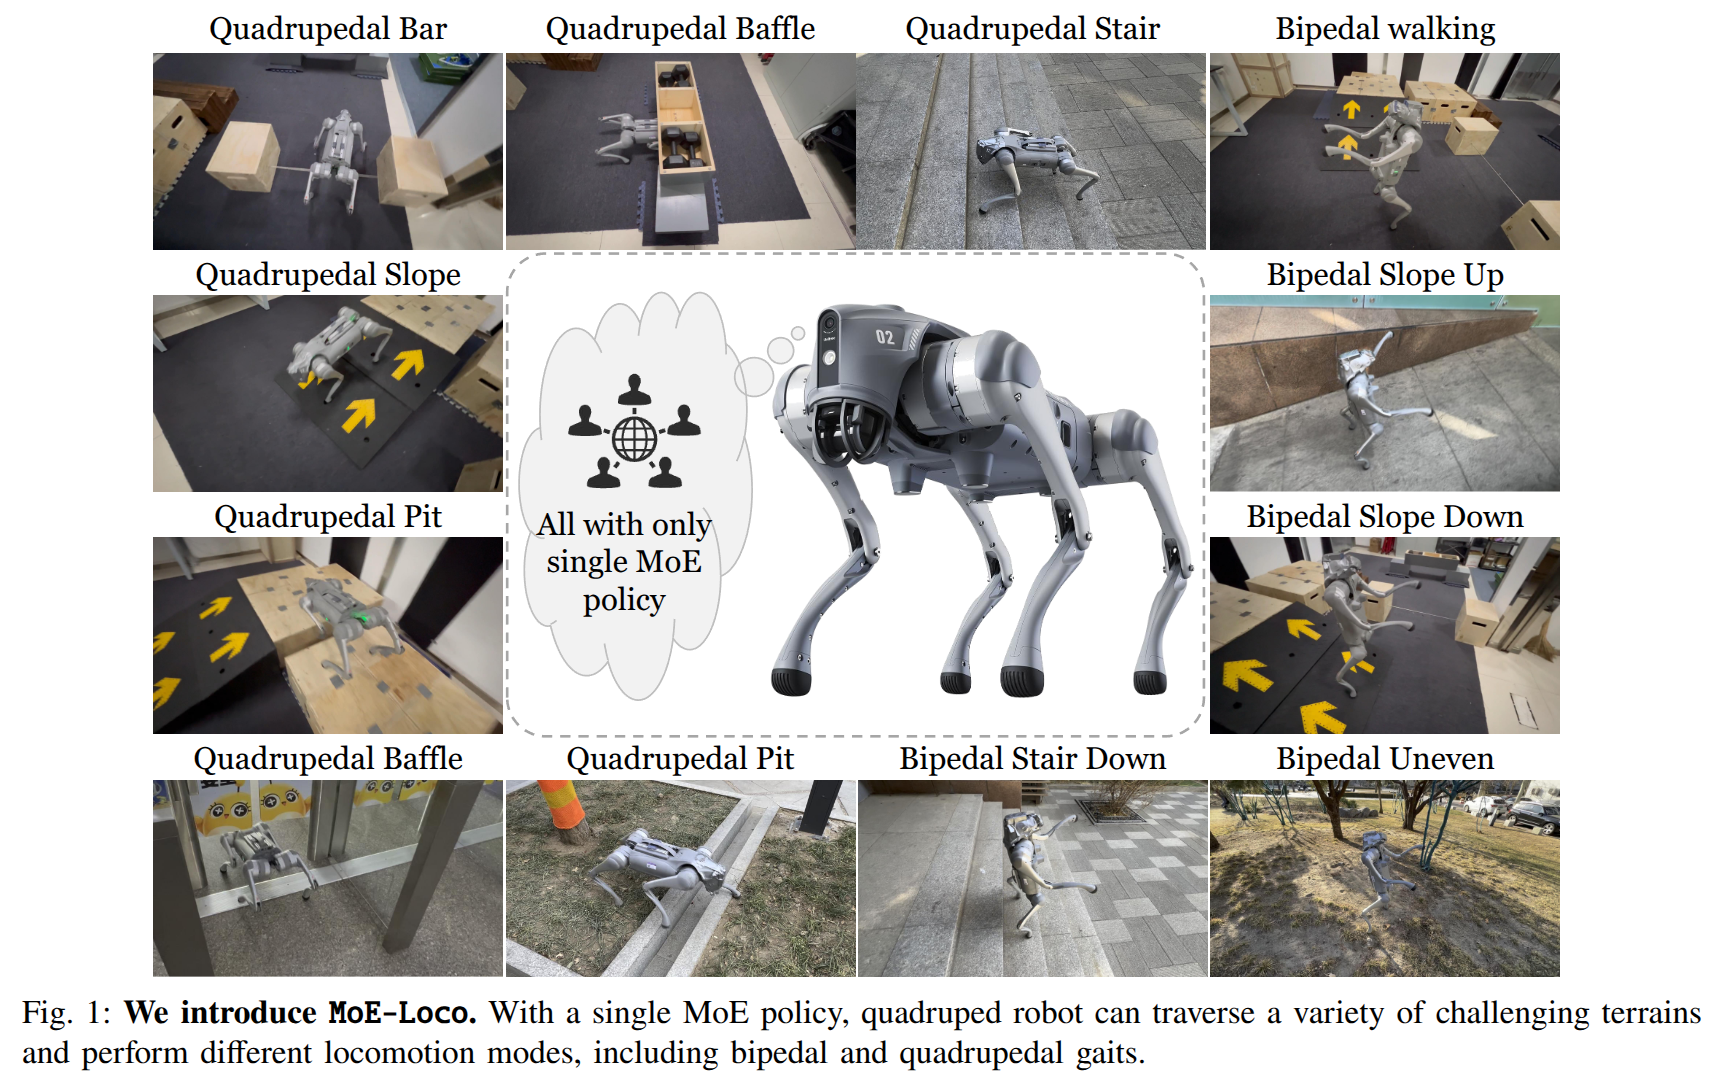 Quadrupedal Bar
Quadrupedal Baffle
Quadrupedal Stair
Bipedal walking
Quadrupedal Slope
Bipedal Slope Up
02
All with only
single MoE
policy
Quadrupedal Pit
Bipedal Slope Down
Quadrupedal Baffle
Quadrupedal Pit
Bipedal Stair Down
Bipedal Uneven
Fig. 1: We introduce MoE-Loco. With a single MoE policy, quadruped robot can traverse a variety of challenging terrains
and perform different locomotion modes, including bipedal and quadrupedal gaits.